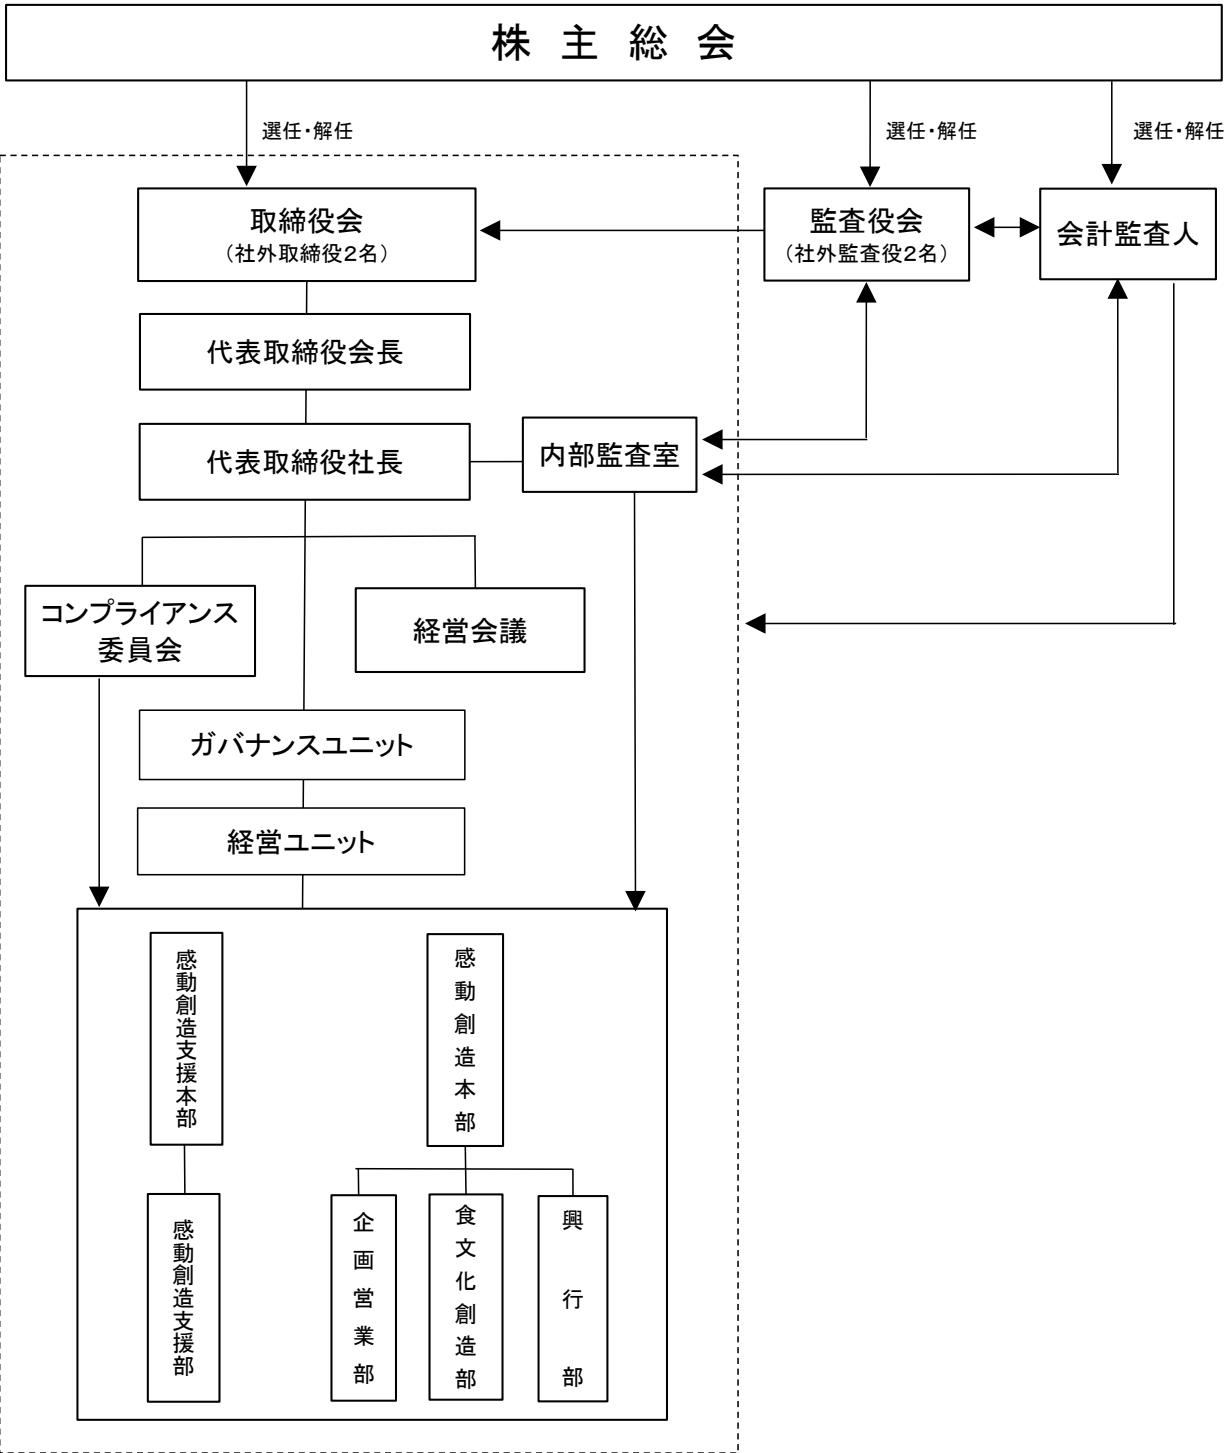 株主総会
選任・解任
選任・解任
選任・解任
取締役会
（社外取締役２名）
監査役会
（社外監査役２名）
会計監査人
代表取締役会長
代表取締役社長
内部監査室
コンプライアンス
委員会
経営会議
ガバナンスユニット
経営ユニット
感動創造支援本部
感動創造本部
感動創造支援部
企画営業部
食文化創造部
興行部